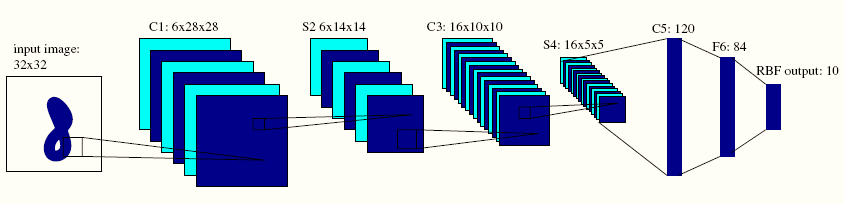 input image:
32x32
C1: 6x28x28
S2 6x14x14
C3: 16x10x10
S4: 16x5x5
C5: 120
F6: 84
RBF output: 10